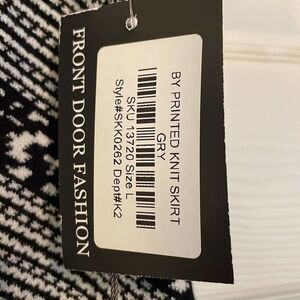 FRONT DOOR FASHION
BY PRINTED KNIT SKIRT
GRY
SKU 13720 Size L
Style#SKK0262 Dept#K2